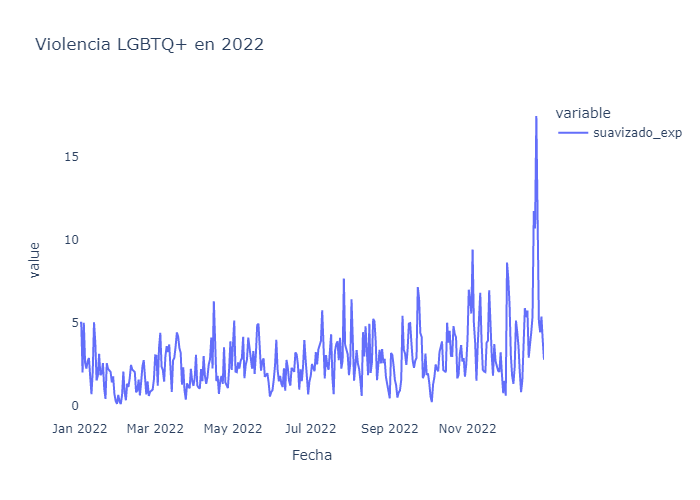 Violencia LGBTQ+ en 2022
variable
suavizado_exp
value
15
10
5
0
Jan 2022 Mar 2022 May 2022 Jul 2022 Sep 2022 Nov 2022
Fecha